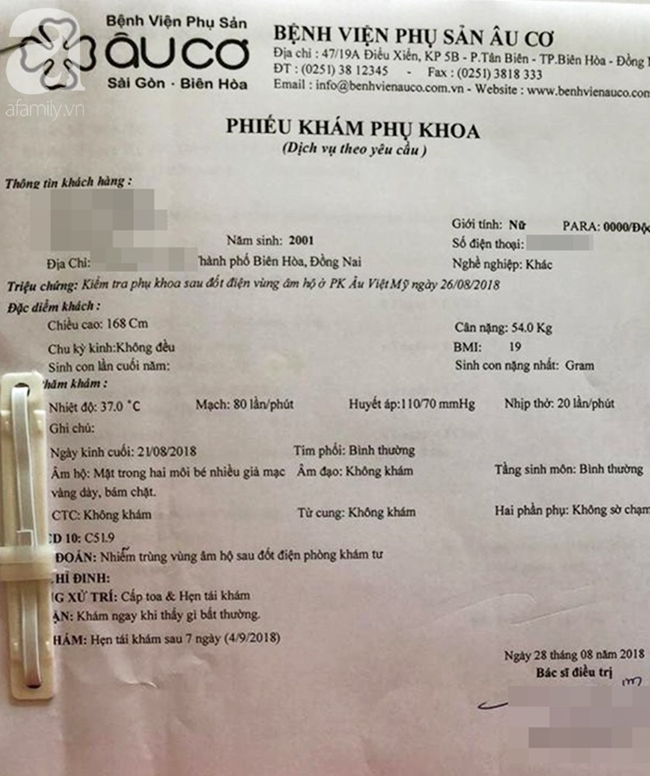 Bệnh Viện Phụ Sản
ÂU CƠ
Sài Gòn · Biên Hòa
afamily.vn
BỆNH VIỆN PHỤ SẢN ÂU CƠ
Địa chỉ : 47/19A Điểu Xiển, KP 5B - P.Tân Biên - TP.Biên Hòa - Đồng N
ĐT : (0251) 38 12345 - Fax : (0251) 3818 333
Email : info@benhvienauco.com.vn - Website : www.benhvienauco.com
PHIẾU KHÁM PHỤ KHOA
(Dịch vụ theo yêu cầu )
Thông tin khách hàng :
Giới tính: Nữ PARA: 0000/Độc
Năm sinh: 2001 Số điện thoại:
Địa Chỉ: hành phố Biên Hòa, Đồng Nai Nghề nghiệp: Khác
Triệu chứng: Kiểm tra phụ khoa sau đốt điện vùng âm hộ ở PK Âu Việt Mỹ ngày 26/08/2018
Đặc điểm khách :
Chiều cao: 168 Cm Cân nặng: 54.0 Kg
Chu kỳ kinh:Không đều BMI: 19
Sinh con lần cuối năm: Sinh con nặng nhất: Gram
hăm khám :
Nhiệt độ: 37.0 °C Mạch: 80 lần/phút Huyết áp:110/70 mmHg Nhịp thở: 20 lần/phút
Ghi chú:
Ngày kinh cuối: 21/08/2018 Tim phổi: Bình thường
Âm hộ: Mặt trong hai môi bé nhiều giả mạc Âm đạo: Không khám Tầng sinh môn: Bình thường
vàng dày, bám chặt.
CTC: Không khám Tử cung: Không khám Hai phần phụ: Không sờ chạm
D 10: C51.9
ĐOÁN: Nhiễm trùng vùng âm hộ sau đốt điện phòng khám tư
HỈ ĐỊNH:
G XỬ TRÍ: Cấp toa & Hẹn tái khám
ẬN: Khám ngay khi thấy gì bất thường.
HÁM: Hẹn tái khám sau 7 ngày (4/9/2018)
Ngày 28 tháng 08 năm 2018
Bác sĩ điều trị